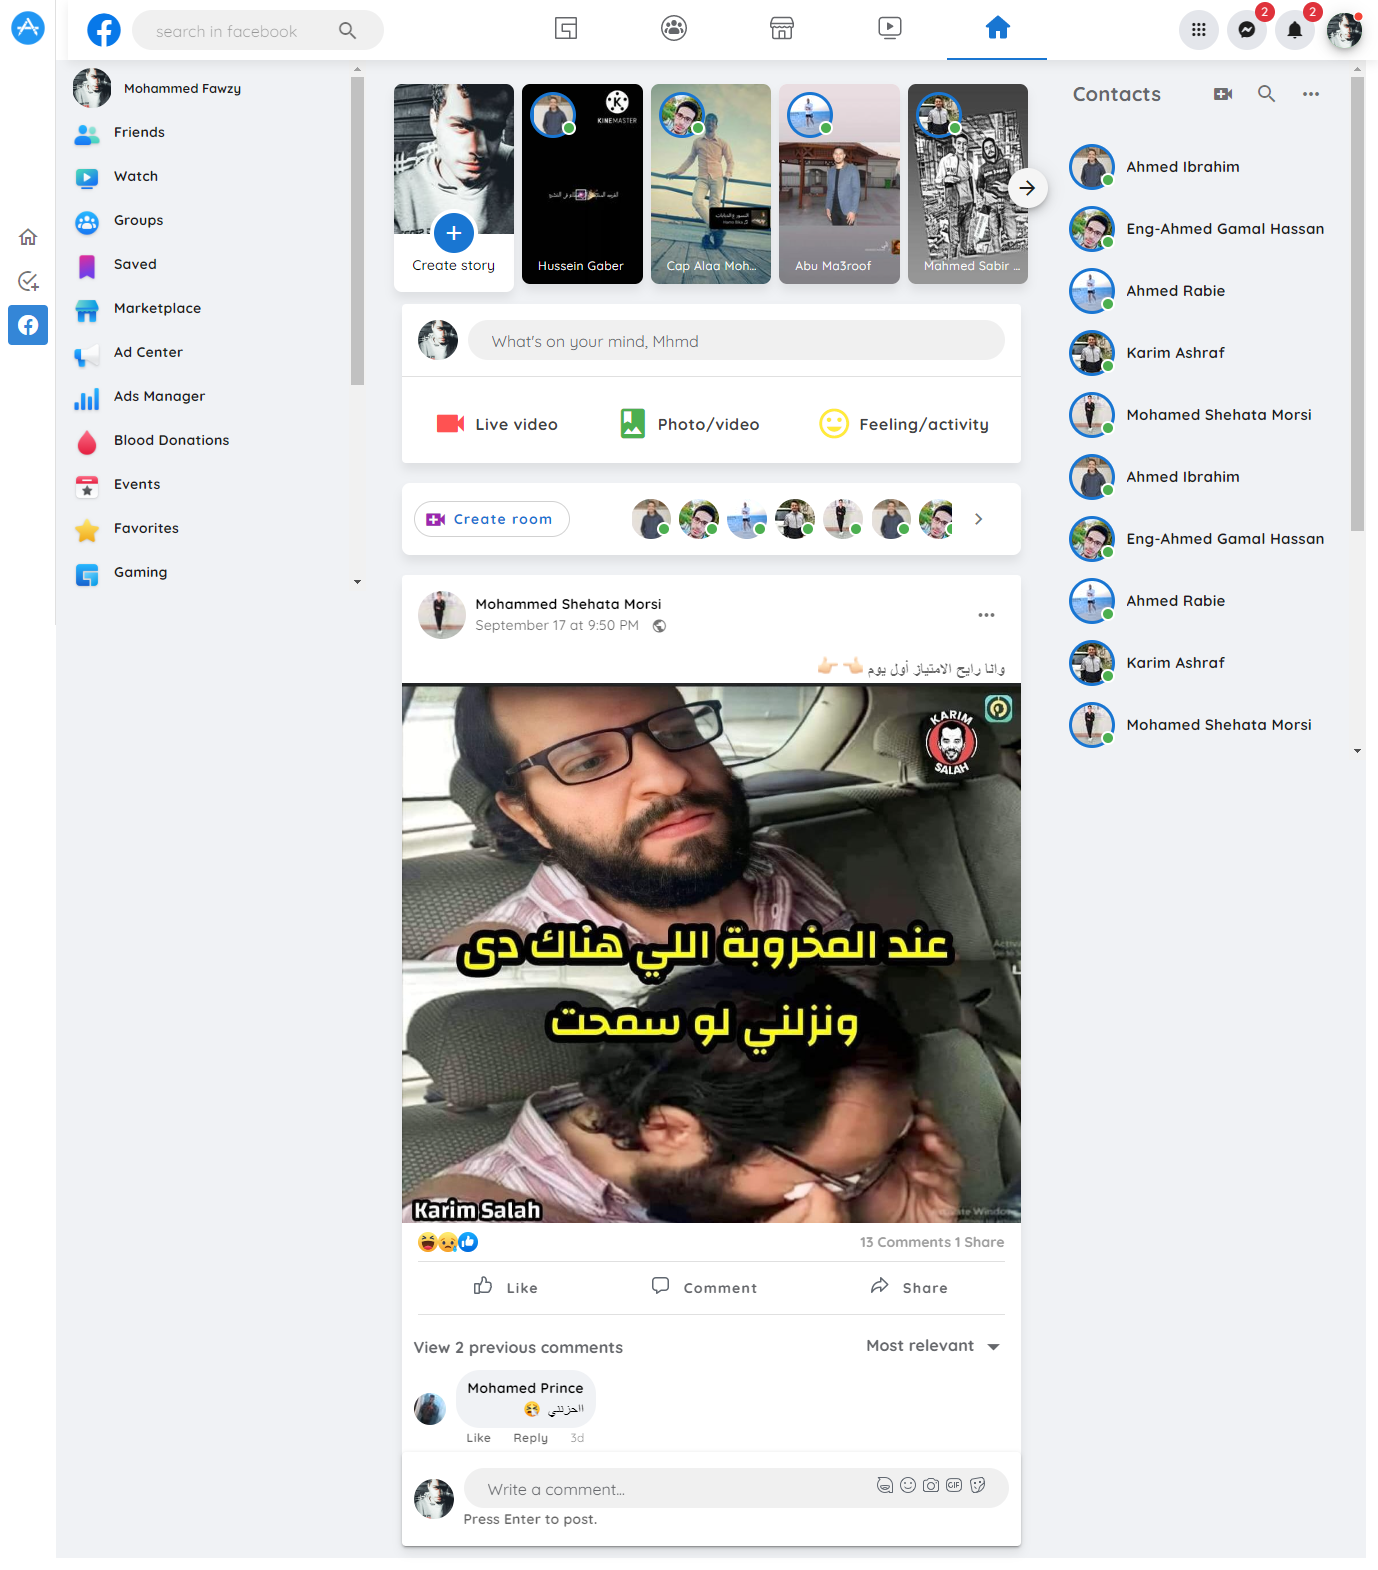 search in facebook
2
2
Mohammed Fawzy
Friends
Watch
Groups
Saved
Marketplace
Ad Center
Ads Manager
Blood Donations
Events
Favorites
Gaming
Create story
KINEMASTER
Hussein Gaber
Cap Alaa Moh...
Abu Ma3roof
Mahmed Sabir ...
What's on your mind, Mhmd
Live video
Photo/video
Feeling/activity
Create room
Mohammed Shehata Morsi
September 17 at 9:50 PM
وانا رايح الامتياز أول يوم 👈🏻👉🏻
KARIM
SALAH
عند المخروبة اللي هناك دى
ونزلني لو سمحت
Karim Salah
13 Comments 1 Share
Like
Comment
Share
View 2 previous comments
Most relevant
Mohamed Prince
ااحزنني
Like Reply 3d
Write a comment...
GIF
Press Enter to post.
Contacts
Ahmed Ibrahim
Eng-Ahmed Gamal Hassan
Ahmed Rabie
Karim Ashraf
Mohamed Shehata Morsi
Ahmed Ibrahim
Eng-Ahmed Gamal Hassan
Ahmed Rabie
Karim Ashraf
Mohamed Shehata Morsi